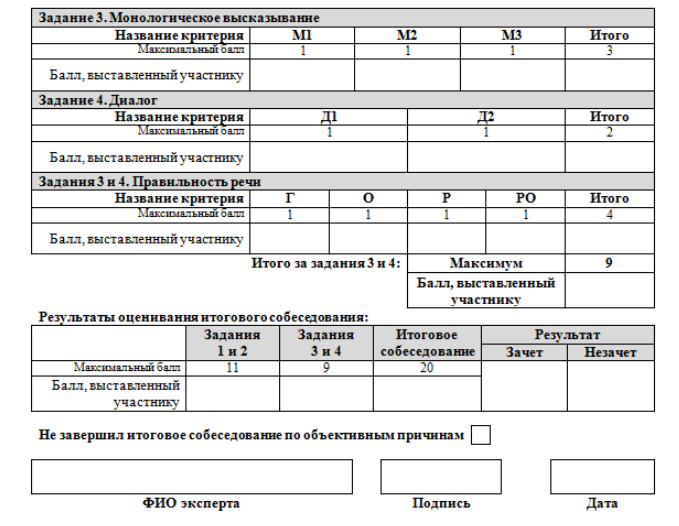 Задание 3. Монологическое высказывание
Название критерия М1 М2 М3 Итого
Максимальный балл 1 1 1 3
Балл, выставленный участнику
Задание 4. Диалог
Название критерия Д1 Д2 Итого
Максимальный балл 1 1 2
Балл, выставленный участнику
Задания 3 и 4. Правильность речи
Название критерия Г О Р РО Итого
Максимальный балл 1 1 1 1 4
Балл, выставленный участнику
Итого за задания 3 и 4: Максимум 9
Балл, выставленный
участнику
Результаты оценивания итогового собеседования:
Задания Задания Итоговое Результат
1 и 2 3 и 4 собеседование Зачет Незачет
Максимальный балл 11 9 20
Балл, выставленный
участнику
Не завершил итоговое собеседование по объективным причинам
ФИО эксперта Подпись Дата